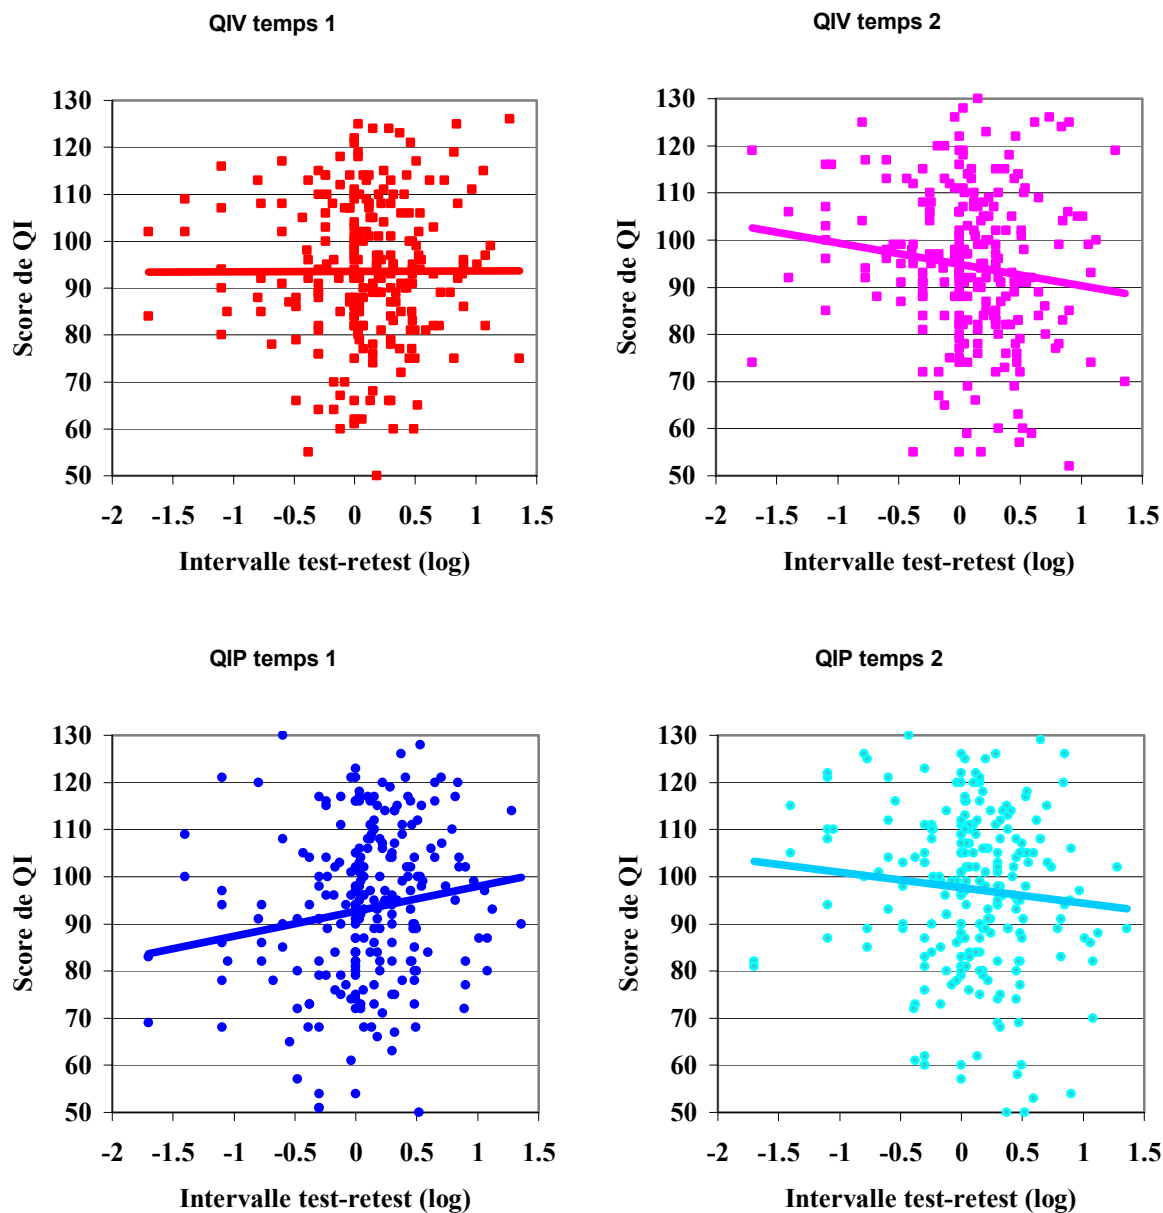 QIV temps 1
QIV temps 2
Score de QI
130
120
110
100
90
80
70
60
50
-2 -1.5 -1 -0.5 0 0.5 1 1.5
Intervalle test-retest (log)
Score de QI
130
120
110
100
90
80
70
60
50
-2 -1.5 -1 -0.5 0 0.5 1 1.5
Intervalle test-retest (log)
QIP temps 1
QIP temps 2
Score de QI
130
120
110
100
90
80
70
60
50
-2 -1.5 -1 -0.5 0 0.5 1 1.5
Intervalle test-retest (log)
Score de QI
130
120
110
100
90
80
70
60
50
-2 -1.5 -1 -0.5 0 0.5 1 1.5
Intervalle test-retest (log)